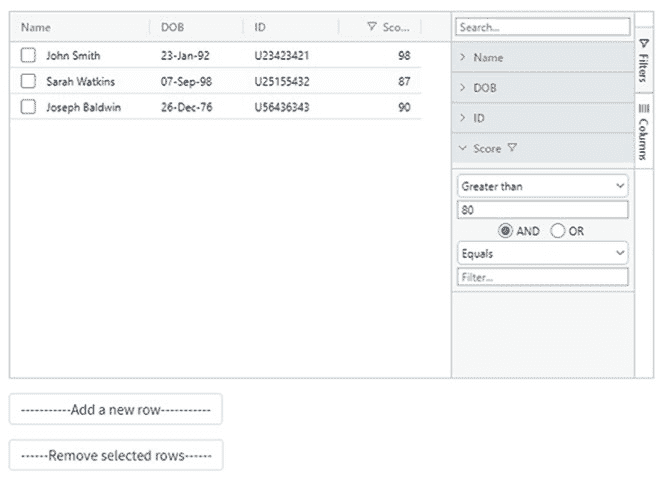 Name DOB ID Sco...
John Smith 23-Jan-92 U23423421 98
Sarah Watkins 07-Sep-98 U25155432 87
Joseph Baldwin 26-Dec-76 U56436343 90
Search...
Name
DOB
ID
Score
Greater than
80
AND OR
Equals
Filter...
Filters
Columns
-----------Add a new row-----------
------Remove selected rows------